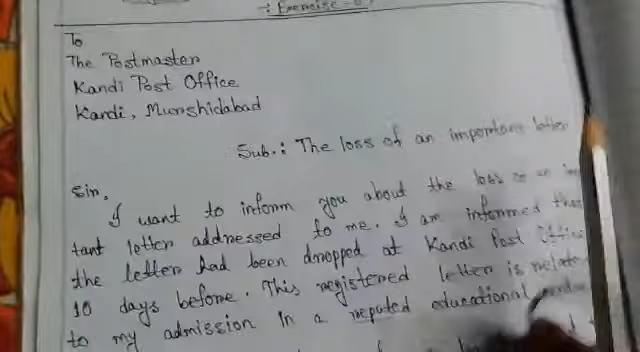 : Exercise -
To
The Postmaster
Kandi Post Office
Kandi, Murshidabad
Sub.: The loss of an important letter
Sir,
I want to inform you about the loss of an im
tant letter addressed to me. I am informed that
the letter had been dropped at Kandi Post Office
10 days before. This registered letter is relate
to my admission in a reputed educational